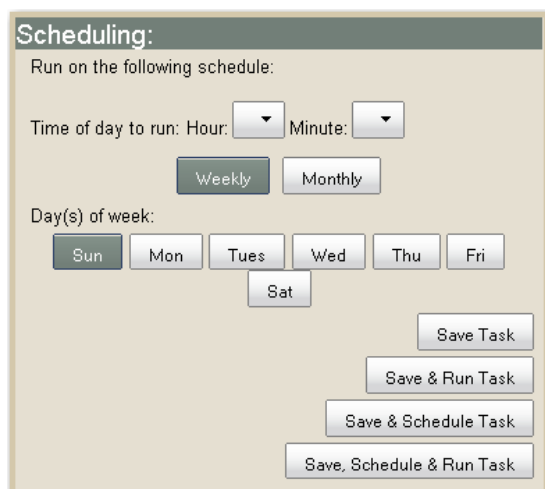 Scheduling:
Run on the following schedule:
Time of day to run: Hour: Minute:
Weekly Monthly
Day(s) of week:
Sun Mon Tues Wed Thu Fri
Sat
Save Task
Save & Run Task
Save & Schedule Task
Save, Schedule & Run Task